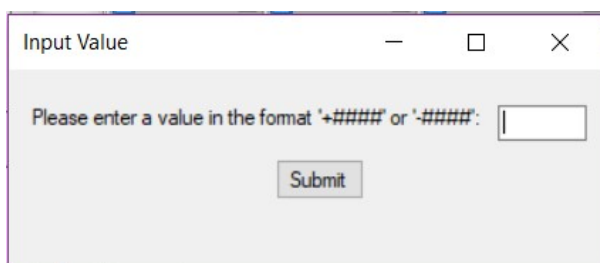 Input Value
Please enter a value in the format '+####' or '-####':
Submit